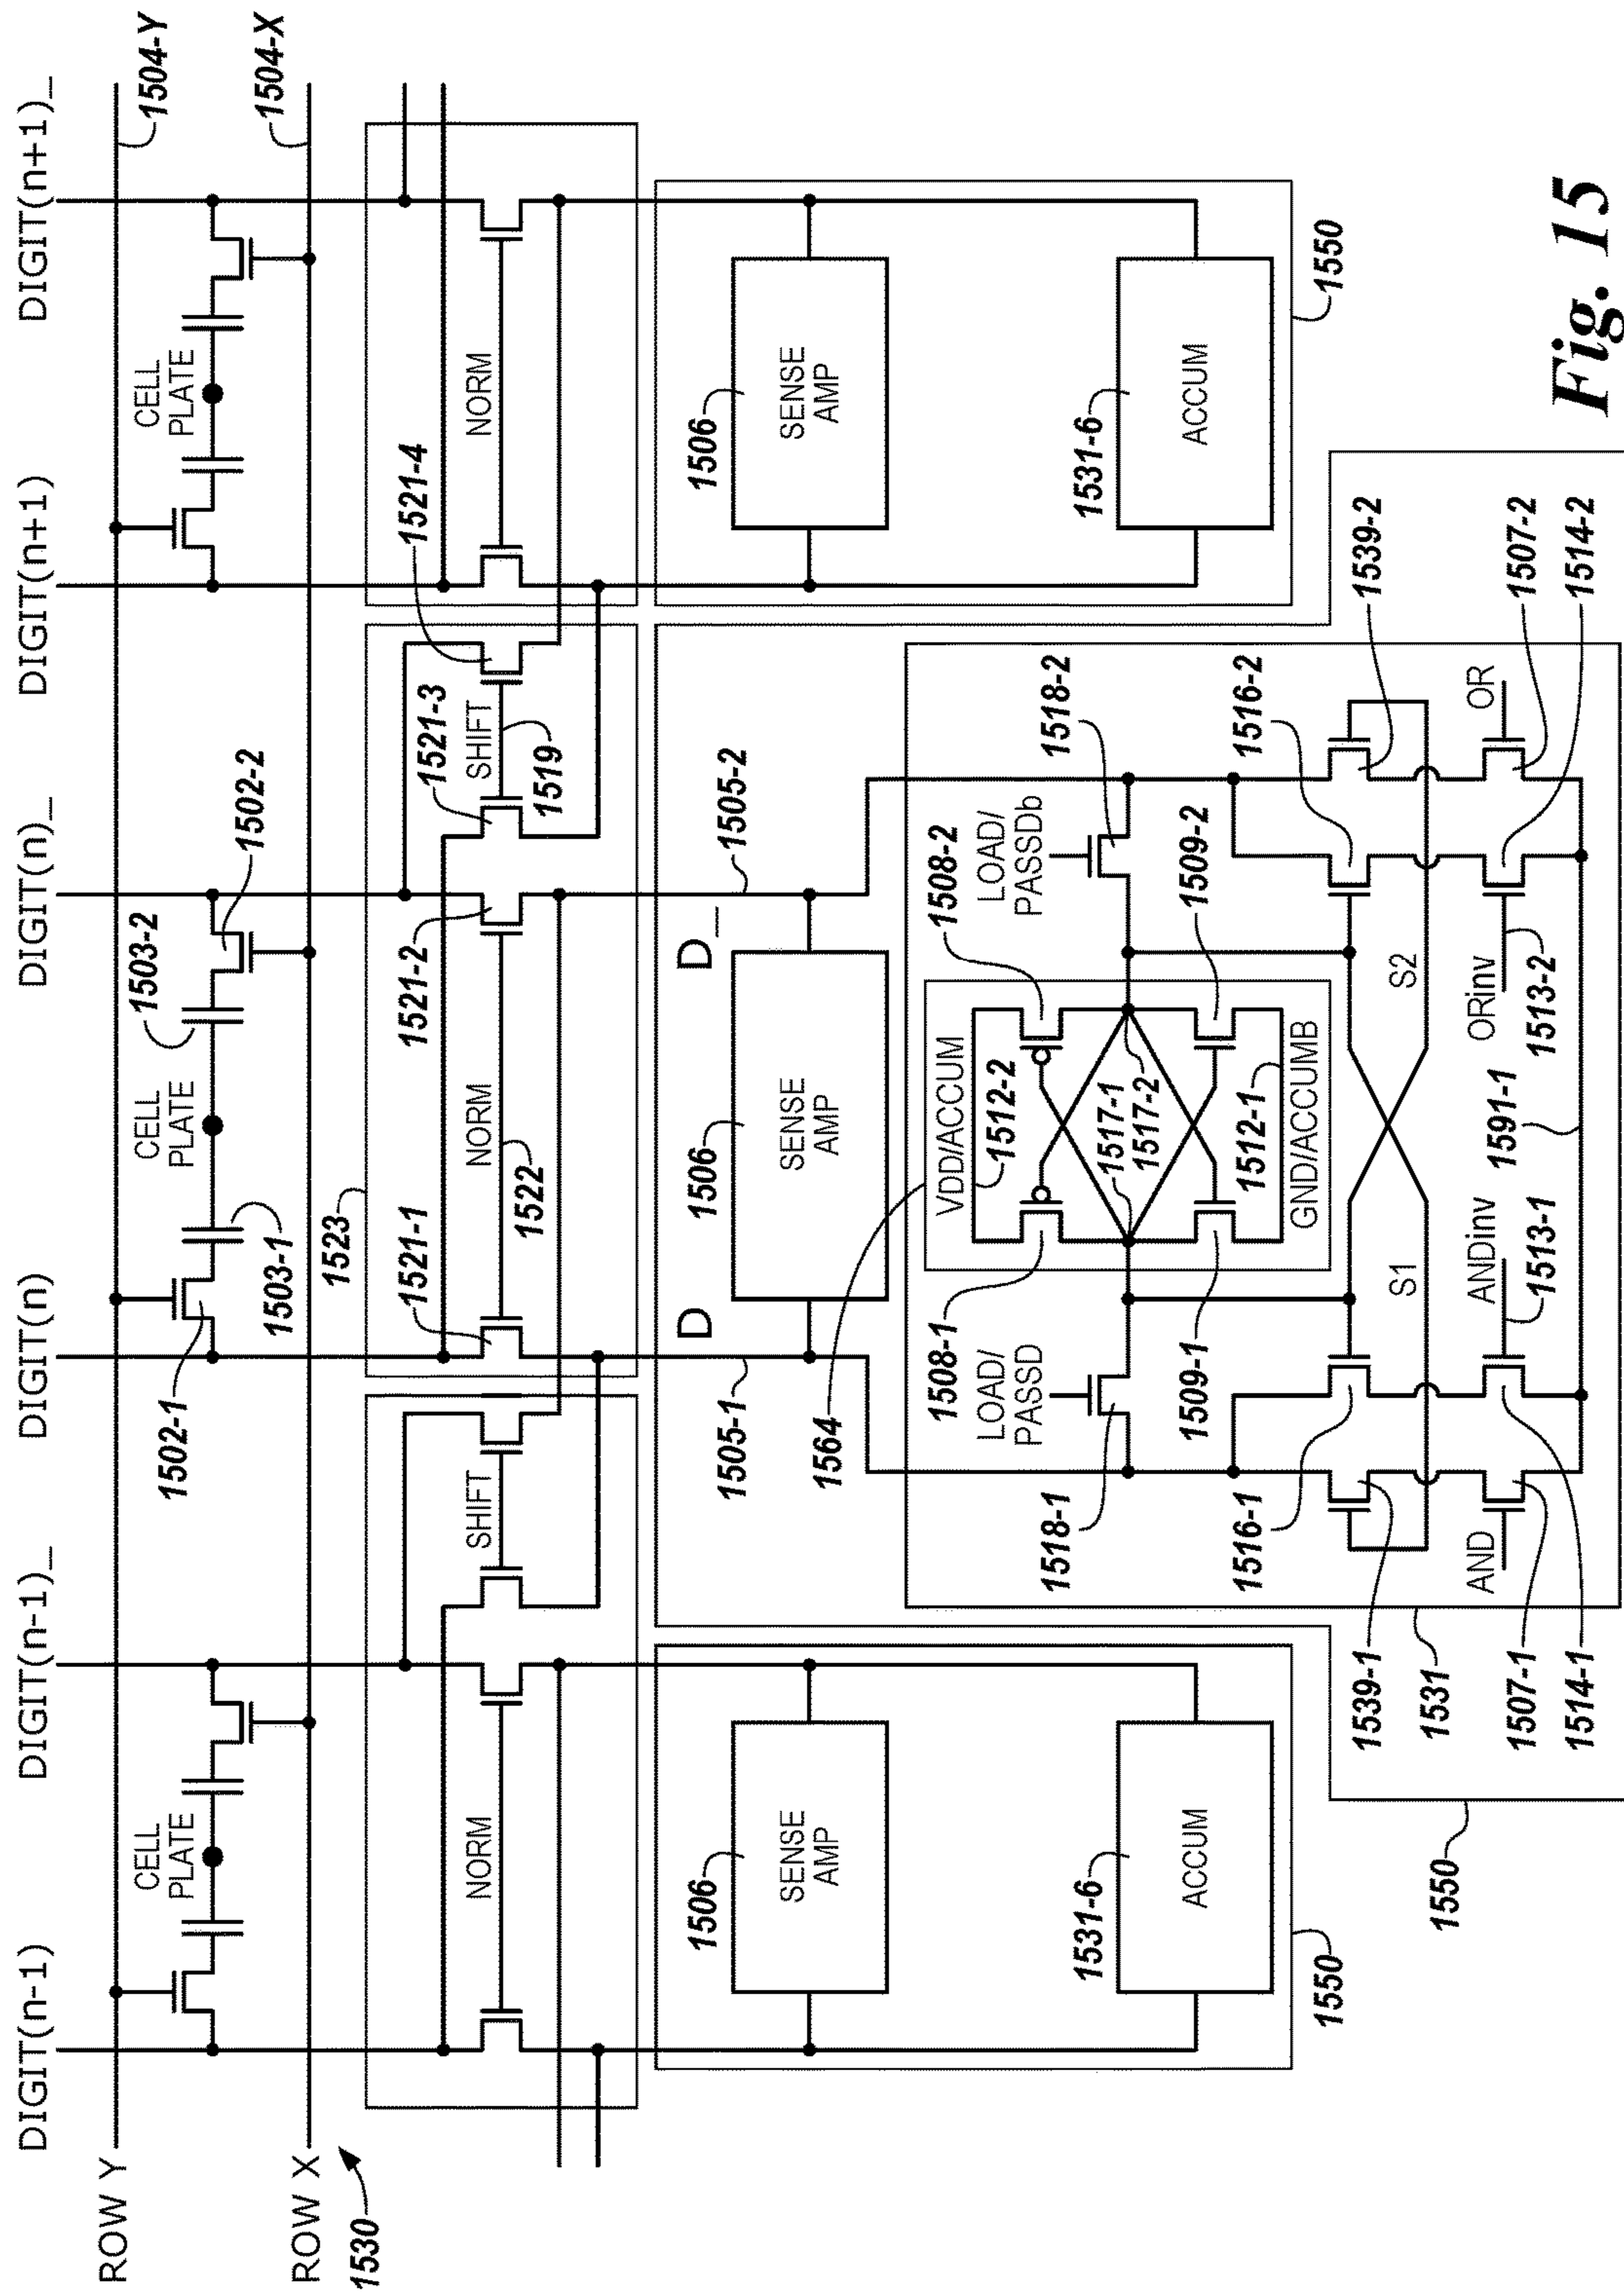 DIGIT(n-1)
DIGIT(n-1)_
DIGIT(n)
DIGIT(n)_
DIGIT(n+1)
DIGIT(n+1)_
ROW Y
1504-Y
CELL
PLATE
CELL
PLATE
CELL
PLATE
1502-1
1503-1
1503-2
1502-2
ROW X
1504-X
1530
1523
NORM
SHIFT
1521-1
NORM
1522
1521-2
1521-3
SHIFT
1519
1521-4
NORM
1506
SENSE
AMP
1505-1
D
1506
SENSE
AMP
D_
1505-2
1506
SENSE
AMP
1531-6
ACCUM
1550
1531-6
ACCUM
1550
1564
1508-1
LOAD/
PASSD
1518-1
VDD/ACCUM
1512-2
1508-2
LOAD/
PASSDb
1518-2
1517-1
1517-2
1509-1
1509-2
1512-1
GND/ACCUMB
1516-1
1516-2
S1
S2
1539-1
1539-2
AND
ANDinv
1513-1
1591-1
ORinv
1513-2
OR
1531
1507-1
1507-2
1514-1
1514-2
1550
Fig. 15